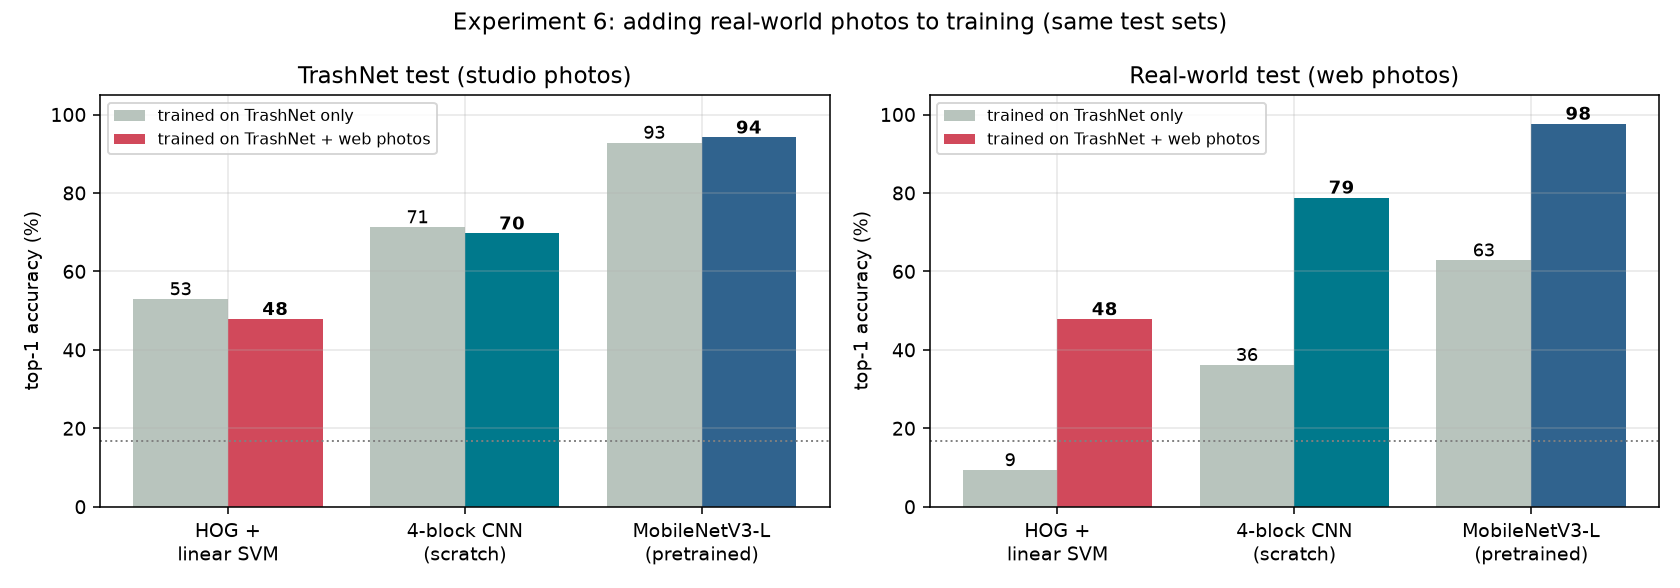 Experiment 6: adding real-world photos to training (same test sets)
TrashNet test (studio photos)
top-1 accuracy (%)
100
80
60
40
20
0
trained on TrashNet only
trained on TrashNet + web photos
53
48
71
70
93
94
HOG +
linear SVM
4-block CNN
(scratch)
MobileNetV3-L
(pretrained)
Real-world test (web photos)
top-1 accuracy (%)
100
80
60
40
20
0
trained on TrashNet only
trained on TrashNet + web photos
9
48
36
79
63
98
HOG +
linear SVM
4-block CNN
(scratch)
MobileNetV3-L
(pretrained)